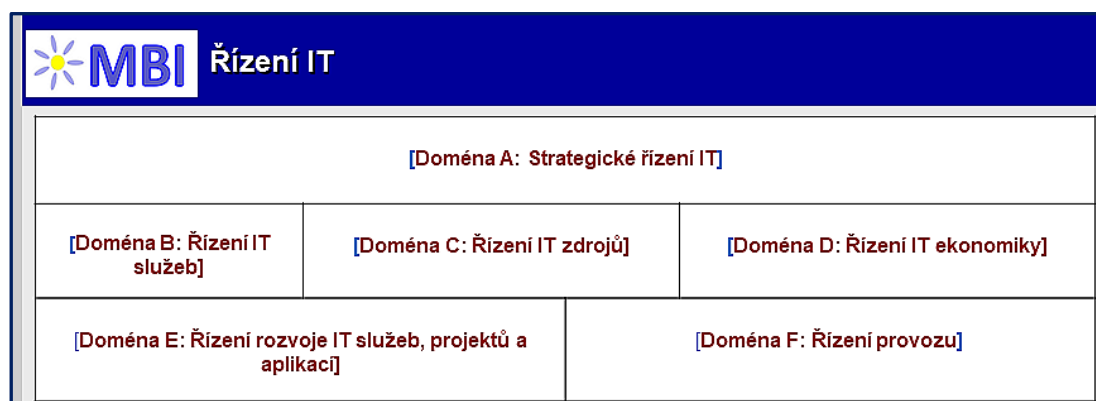 MBI Řízení IT
[Doména A: Strategické řízení IT]
[Doména B: Řízení IT
služeb]
[Doména C: Řízení IT zdrojů]
[Doména D: Řízení IT ekonomiky]
[Doména E: Řízení rozvoje IT služeb, projektů a
aplikací]
[Doména F: Řízení provozu]